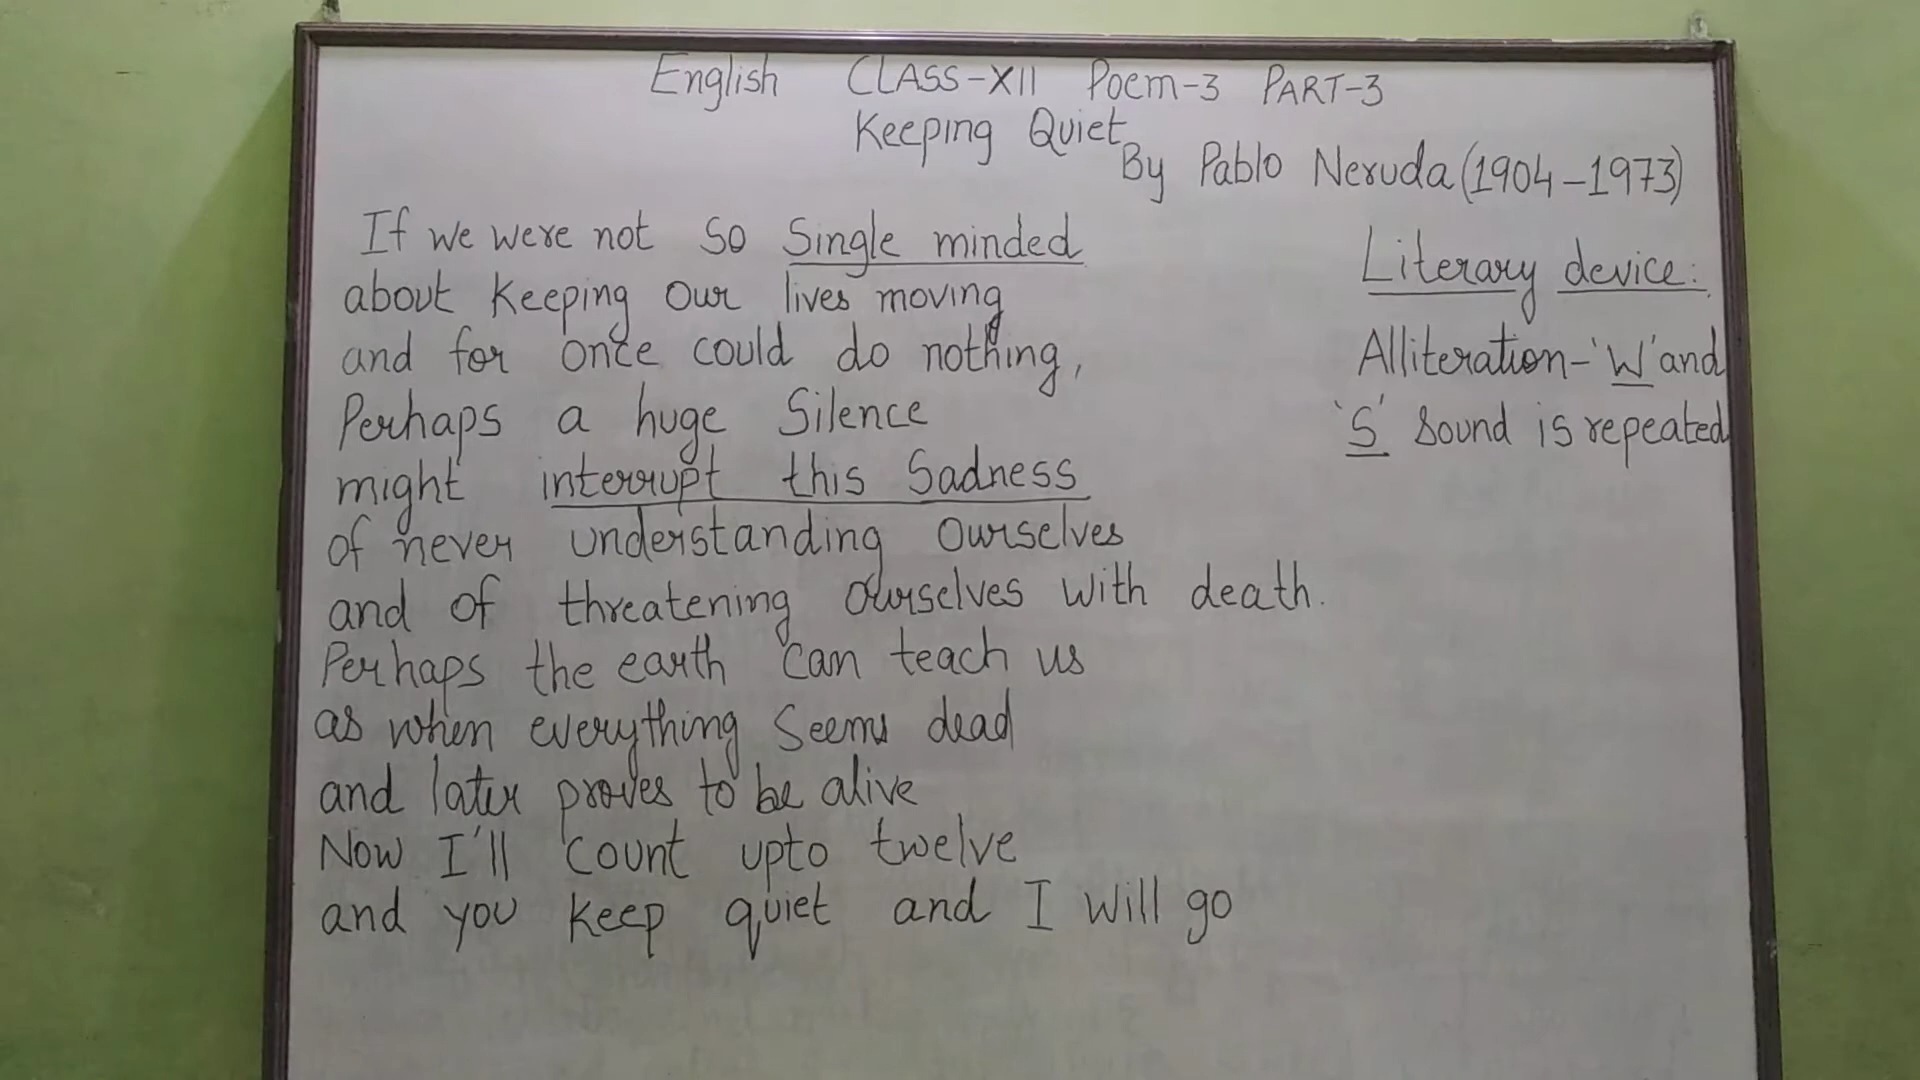 English CLASS-XII Poem-3 PART-3
Keeping Quiet
By Pablo Neruda (1904-1973)
If we were not so Single minded
about keeping our lives moving
and for once could do nothing,
Perhaps a huge Silence
might interrupt this Sadness
of never understanding ourselves
and of threatening ourselves with death.
Perhaps the earth can teach us
as when everything seems dead
and later proves to be alive
Now I'll count upto twelve
and you keep quiet and I will go
Literary device:
Alliteration-'W' and
'S' Sound is repeated